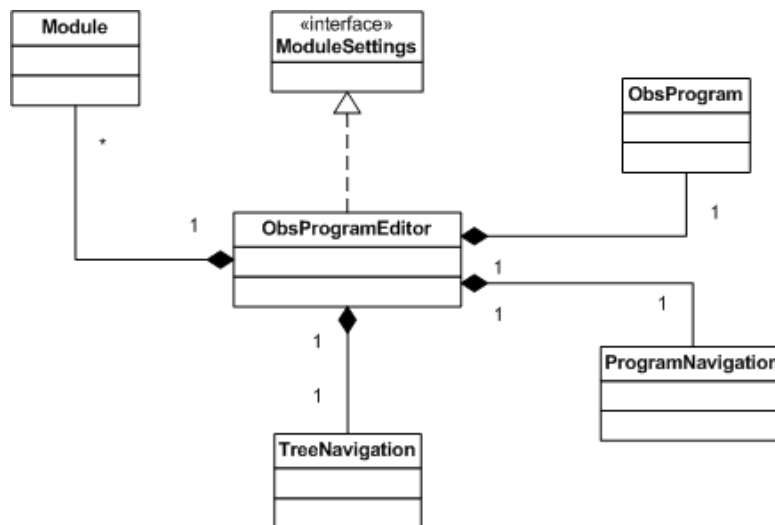 Module
«interface»
ModuleSettings
ObsProgram
*
1
1
ObsProgramEditor
1
1
1
1
1
ProgramNavigation
TreeNavigation